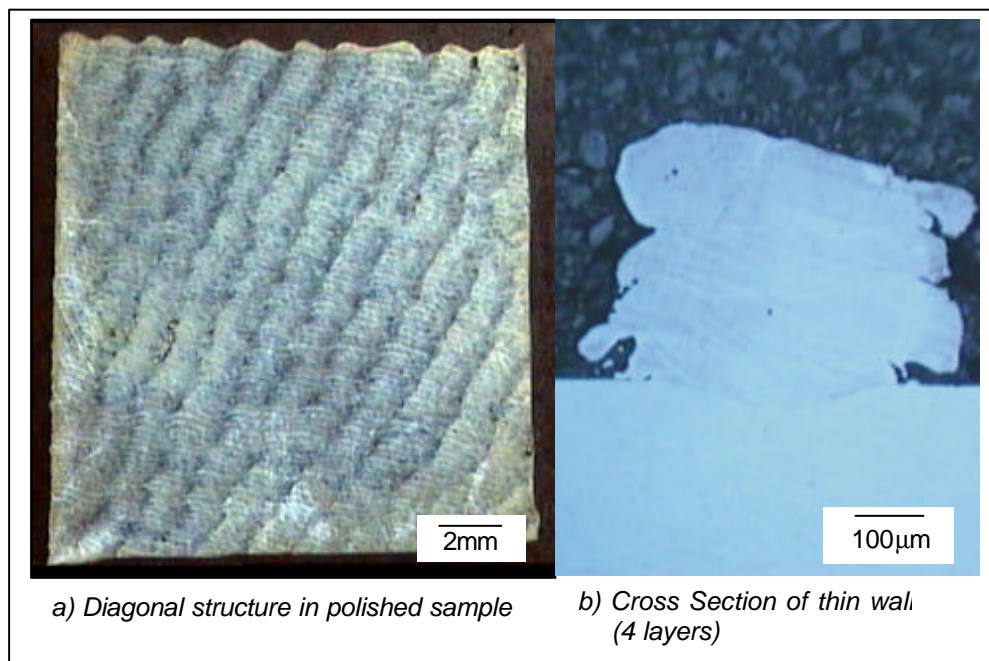 2mm
100μm
a) Diagonal structure in polished sample
b) Cross Section of thin wall
(4 layers)